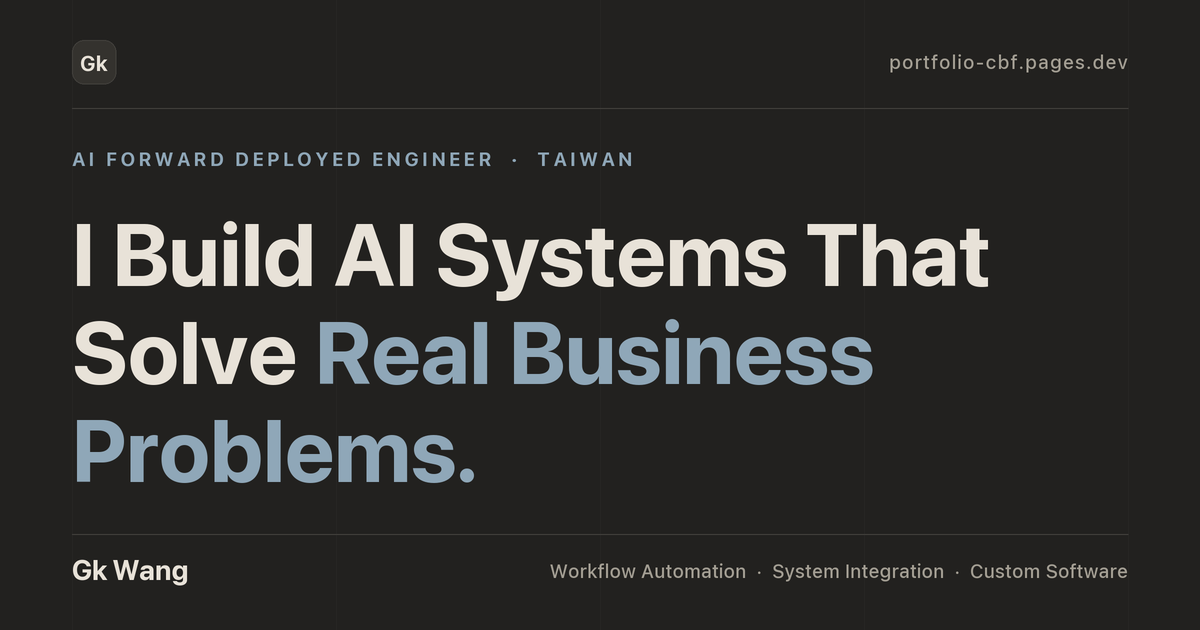 Gk
portfolio-cbf.pages.dev
AI FORWARD DEPLOYED ENGINEER · TAIWAN
I Build AI Systems That
Solve Real Business
Problems.
Gk Wang
Workflow Automation · System Integration · Custom Software